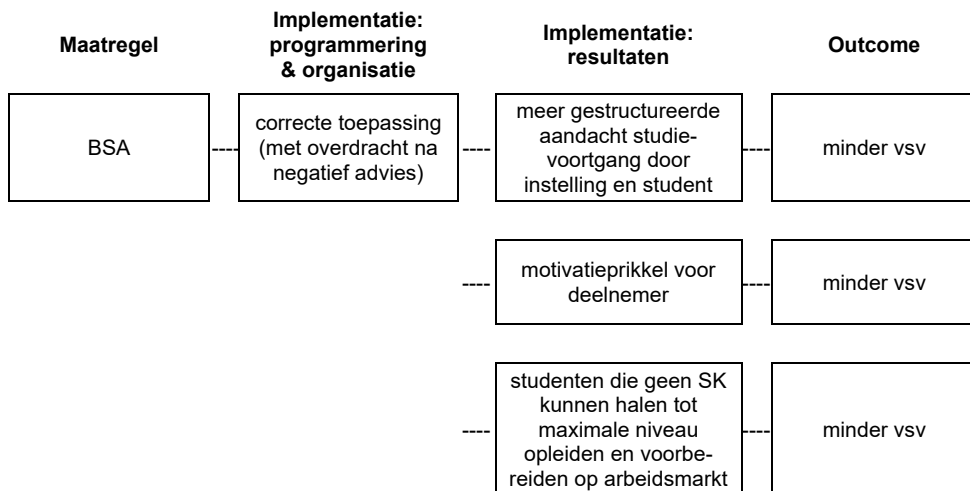 Maatregel
Implementatie:
programmering
& organisatie
Implementatie:
resultaten
Outcome
BSA
----
correcte toepassing
(met overdracht na
negatief advies)
----
meer gestructureerde
aandacht studie-
voortgang door
instelling en student
----
minder vsv
----
motivatieprikkel voor
deelnemer
----
minder vsv
----
studenten die geen SK
kunnen halen tot
maximale niveau
opleiden en voorbe-
reiden op arbeidsmarkt
----
minder vsv